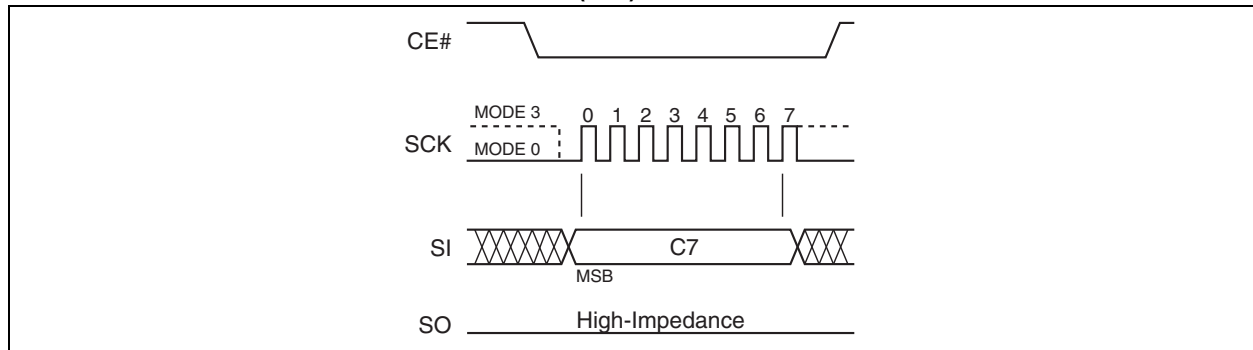 CE#
MODE 3
0 1 2 3 4 5 6 7
SCK
MODE 0
SI
C7
MSB
SO
High-Impedance